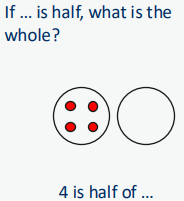 If ... is half, what is the
whole?
4 is half of ...